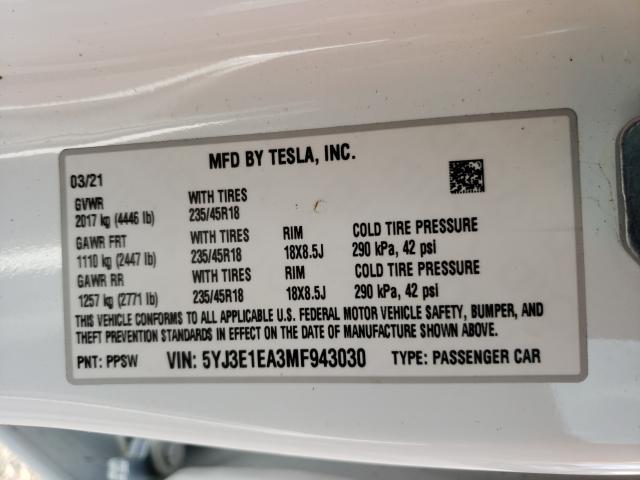 MFD BY TESLA, INC.
03/21
GVWR WITH TIRES
2017 kg (4446 lb) 235/45R18
GAWR FRT WITH TIRES RIM COLD TIRE PRESSURE
1110 kg (2447 lb) 235/45R18 18X8.5J 290 kPa, 42 psi
GAWR RR WITH TIRES RIM COLD TIRE PRESSURE
1257 kg (2771 lb) 235/45R18 18X8.5J 290 kPa, 42 psi
THIS VEHICLE CONFORMS TO ALL APPLICABLE U.S. FEDERAL MOTOR VEHICLE SAFETY, BUMPER, AND
THEFT PREVENTION STANDARDS IN EFFECT ON THE DATE OF MANUFACTURE SHOWN ABOVE.
PNT: PPSW VIN: 5YJ3E1EA3MF943030 TYPE: PASSENGER CAR